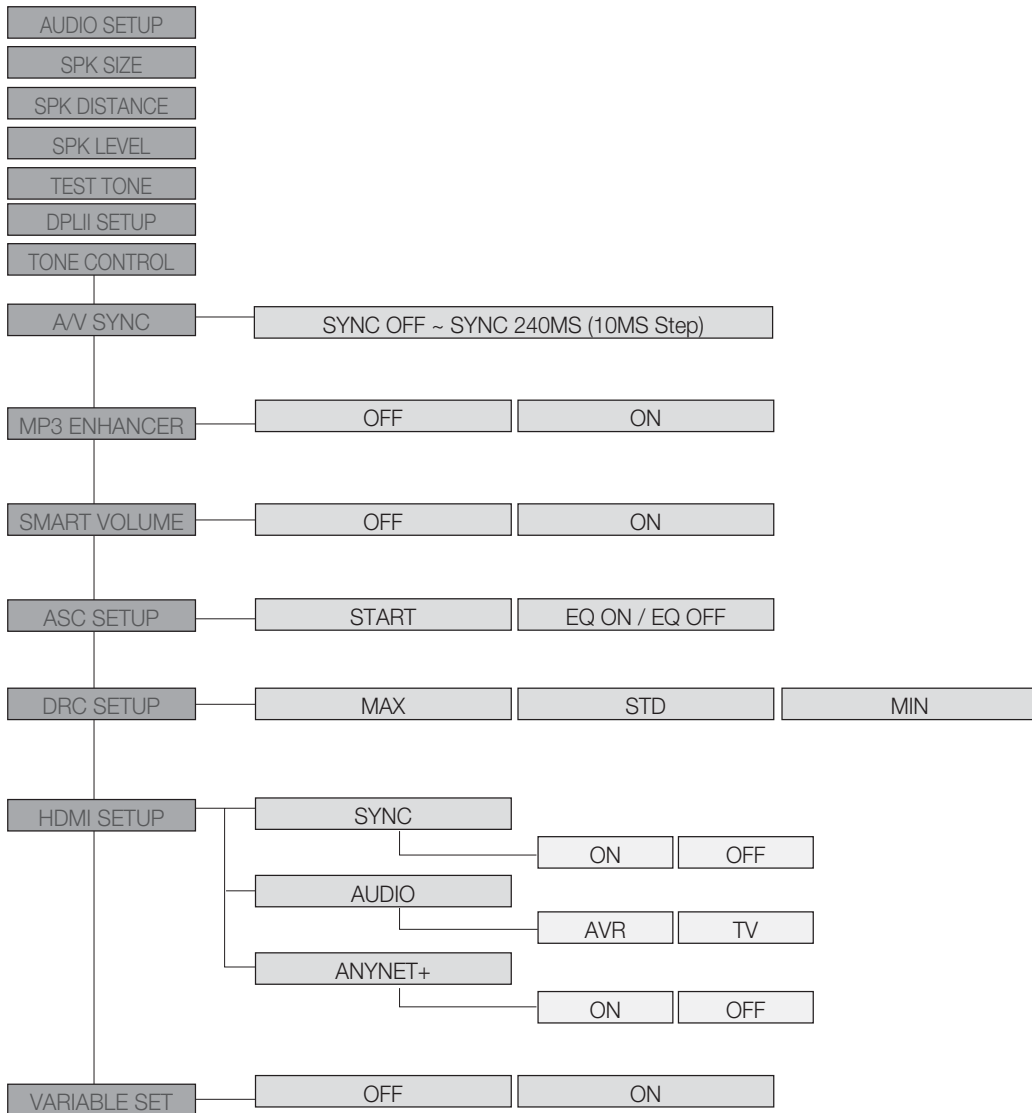 AUDIO SETUP
SPK SIZE
SPK DISTANCE
SPK LEVEL
TEST TONE
DPLII SETUP
TONE CONTROL
A/V SYNC
SYNC OFF ~ SYNC 240MS (10MS Step)
MP3 ENHANCER
OFF
ON
SMART VOLUME
OFF
ON
ASC SETUP
START
EQ ON / EQ OFF
DRC SETUP
MAX
STD
MIN
HDMI SETUP
SYNC
ON
OFF
AUDIO
AVR
TV
ANYNET+
ON
OFF
VARIABLE SET
OFF
ON